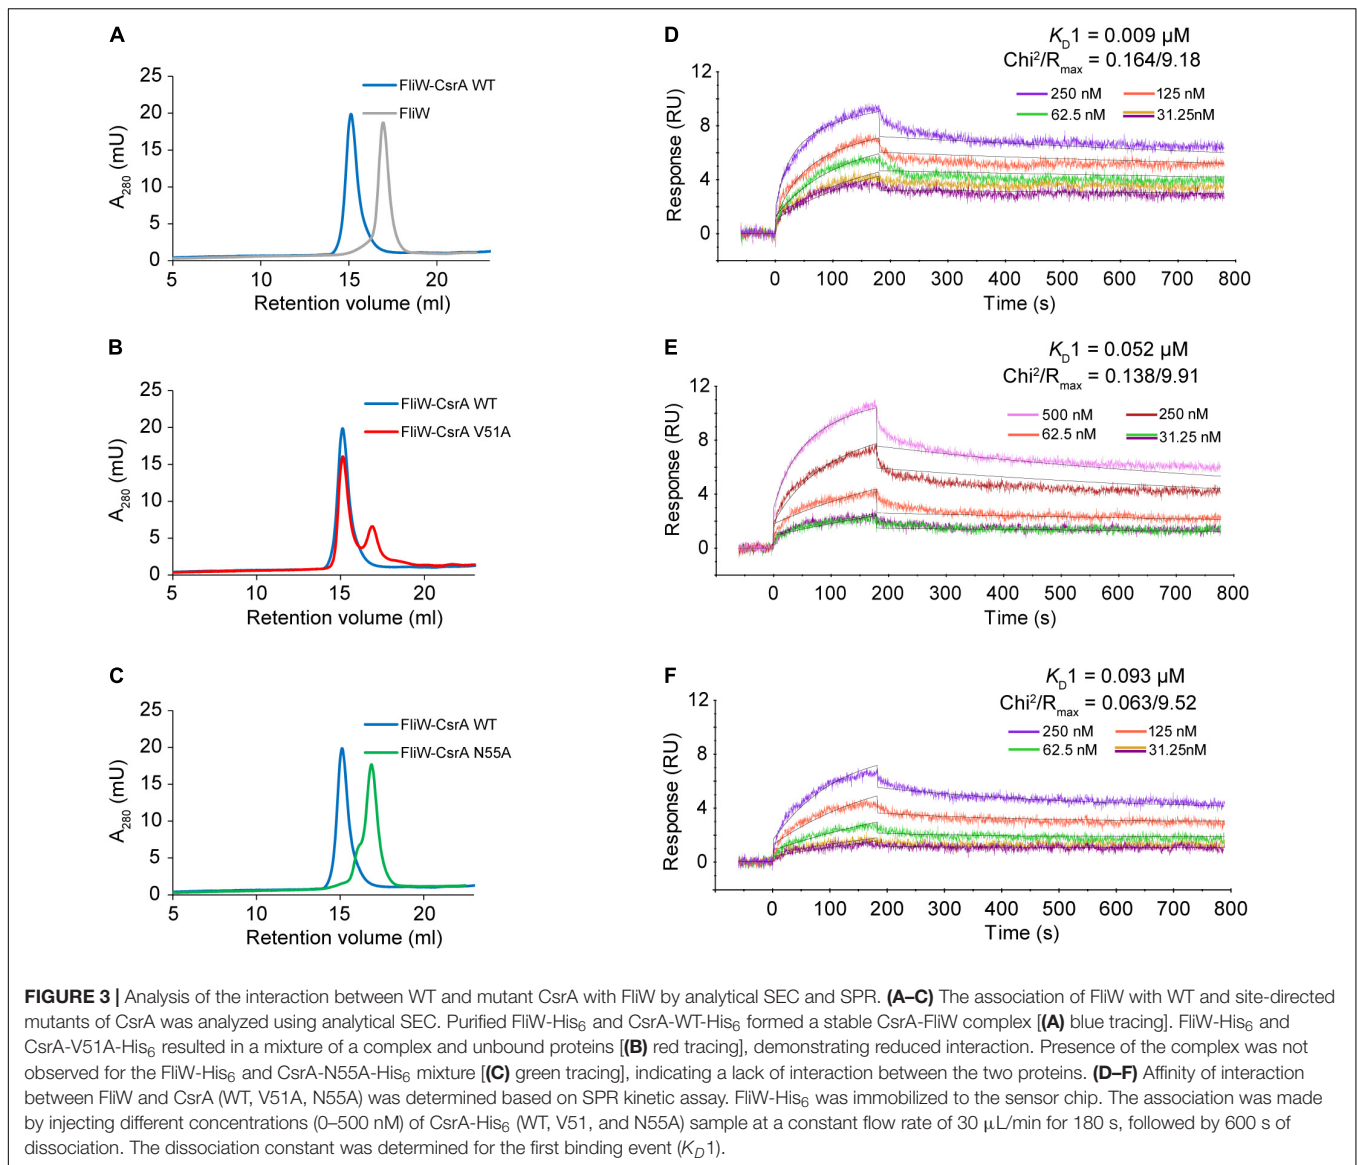 A
25
20
15
10
5
0
A280 (mU)
FliW-CsrA WT
FliW
5 10 15 20
Retention volume (ml)
D
KD1 = 0.009 µM
Chi²/Rmax = 0.164/9.18
250 nM 125 nM
62.5 nM 31.25nM
12
8
4
0
Response (RU)
0 100 200 300 400 500 600 700 800
Time (s)
B
25
20
15
10
5
0
A280 (mU)
FliW-CsrA WT
FliW-CsrA V51A
5 10 15 20
Retention volume (ml)
E
KD1 = 0.052 µM
Chi²/Rmax = 0.138/9.91
500 nM 250 nM
62.5 nM 31.25 nM
12
8
4
0
Response (RU)
0 100 200 300 400 500 600 700 800
Time (s)
C
25
20
15
10
5
0
A280 (mU)
FliW-CsrA WT
FliW-CsrA N55A
5 10 15 20
Retention volume (ml)
F
KD1 = 0.093 µM
Chi²/Rmax = 0.063/9.52
250 nM 125 nM
62.5 nM 31.25nM
12
8
4
0
Response (RU)
0 100 200 300 400 500 600 700 800
Time (s)
FIGURE 3 | Analysis of the interaction between WT and mutant CsrA with FliW by analytical SEC and SPR. (A–C) The association of FliW with WT and site-directed
mutants of CsrA was analyzed using analytical SEC. Purified FliW-His6 and CsrA-WT-His6 formed a stable CsrA-FliW complex [(A) blue tracing]. FliW-His6 and
CsrA-V51A-His6 resulted in a mixture of a complex and unbound proteins [(B) red tracing], demonstrating reduced interaction. Presence of the complex was not
observed for the FliW-His6 and CsrA-N55A-His6 mixture [(C) green tracing], indicating a lack of interaction between the two proteins. (D–F) Affinity of interaction
between FliW and CsrA (WT, V51A, N55A) was determined based on SPR kinetic assay. FliW-His6 was immobilized to the sensor chip. The association was made
by injecting different concentrations (0–500 nM) of CsrA-His6 (WT, V51, and N55A) sample at a constant flow rate of 30 µL/min for 180 s, followed by 600 s of
dissociation. The dissociation constant was determined for the first binding event (KD1).